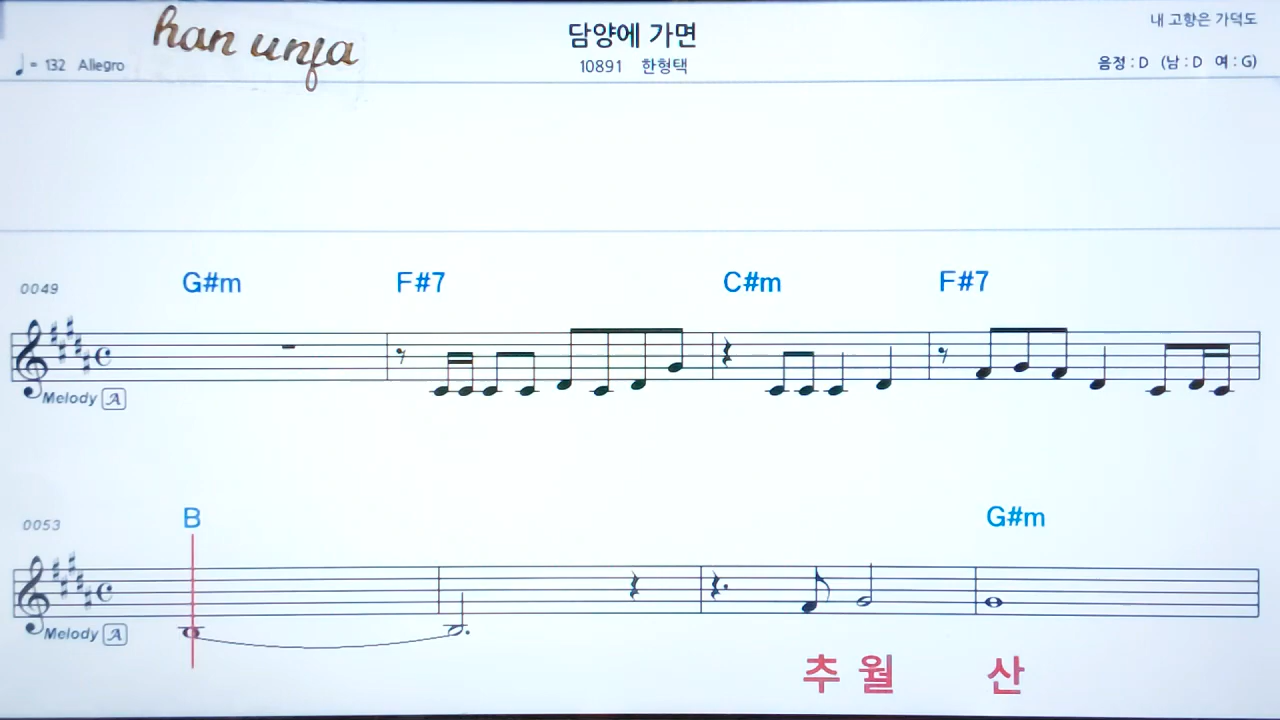 han unja
담양에 가면
내 고향은 가덕도
♩= 132 Allegro
10891 한형택
음정 : D (남 : D 여 : G)
0049
G#m F#7 C#m F#7
Melody A
0053
B G#m
Melody A
추 월 산